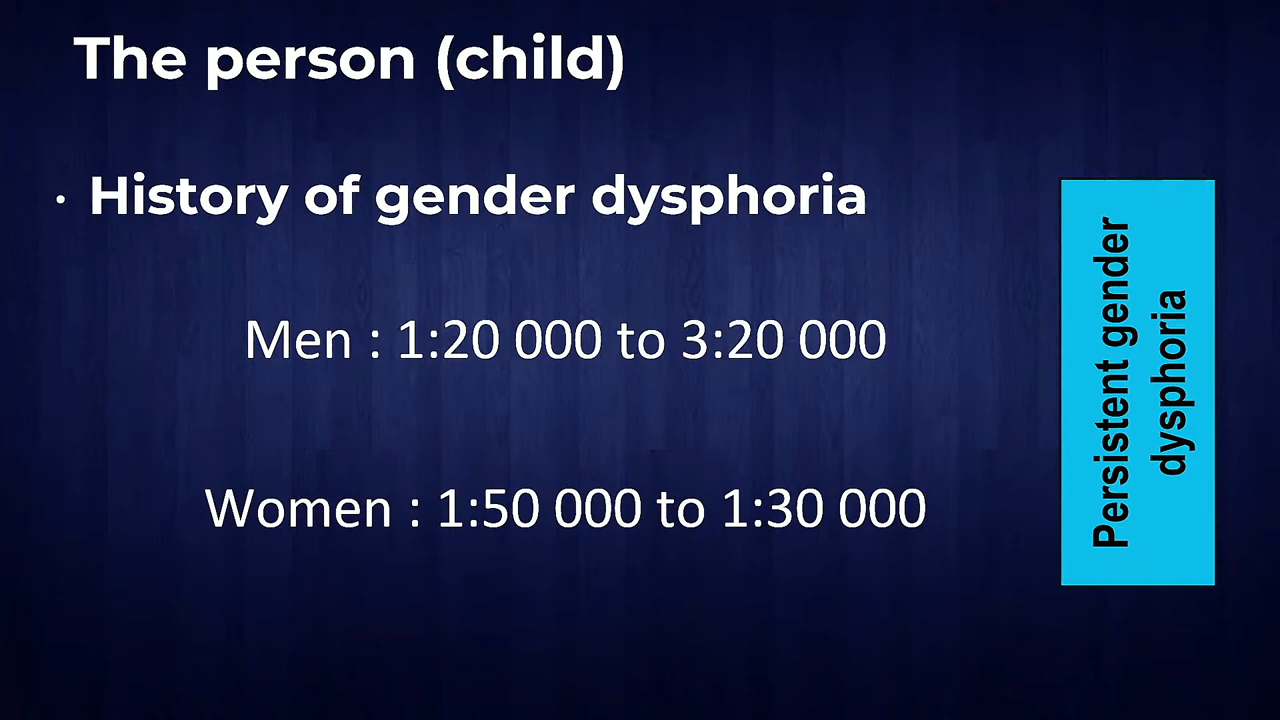 The person (child)
· History of gender dysphoria
Men : 1:20 000 to 3:20 000
Women : 1:50 000 to 1:30 000
Persistent gender
dysphoria